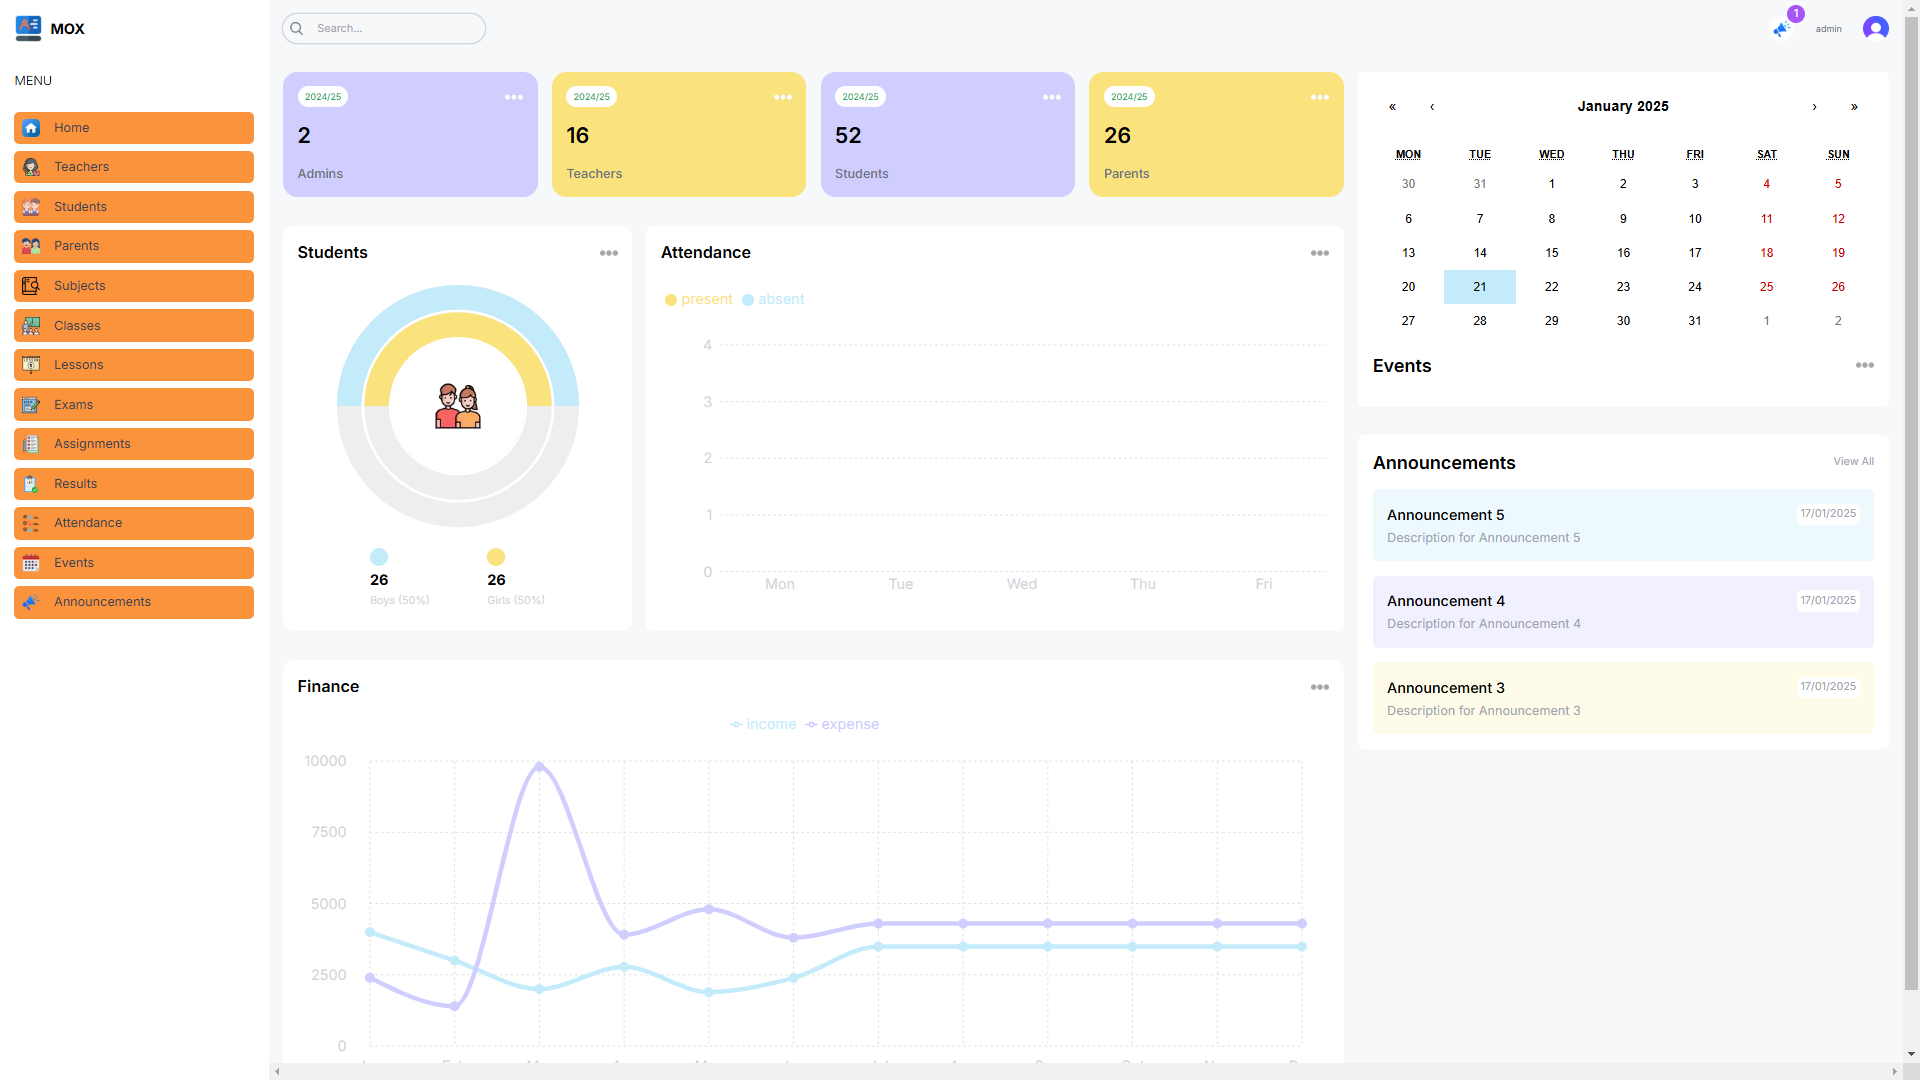 MOX
MENU
Home
Teachers
Students
Parents
Subjects
Classes
Lessons
Exams
Assignments
Results
Attendance
Events
Announcements
Search...
1
admin
2024/25
2
Admins
2024/25
16
Teachers
2024/25
52
Students
2024/25
26
Parents
Students
26
Boys (50%)
26
Girls (50%)
Attendance
present absent
4
3
2
1
0
Mon Tue Wed Thu Fri
Finance
income expense
10000
7500
5000
2500
0
« ‹ January 2025 › »
MON TUE WED THU FRI SAT SUN
30 31 1 2 3 4 5
6 7 8 9 10 11 12
13 14 15 16 17 18 19
20 21 22 23 24 25 26
27 28 29 30 31 1 2
Events
Announcements
View All
Announcement 5
17/01/2025
Description for Announcement 5
Announcement 4
17/01/2025
Description for Announcement 4
Announcement 3
17/01/2025
Description for Announcement 3